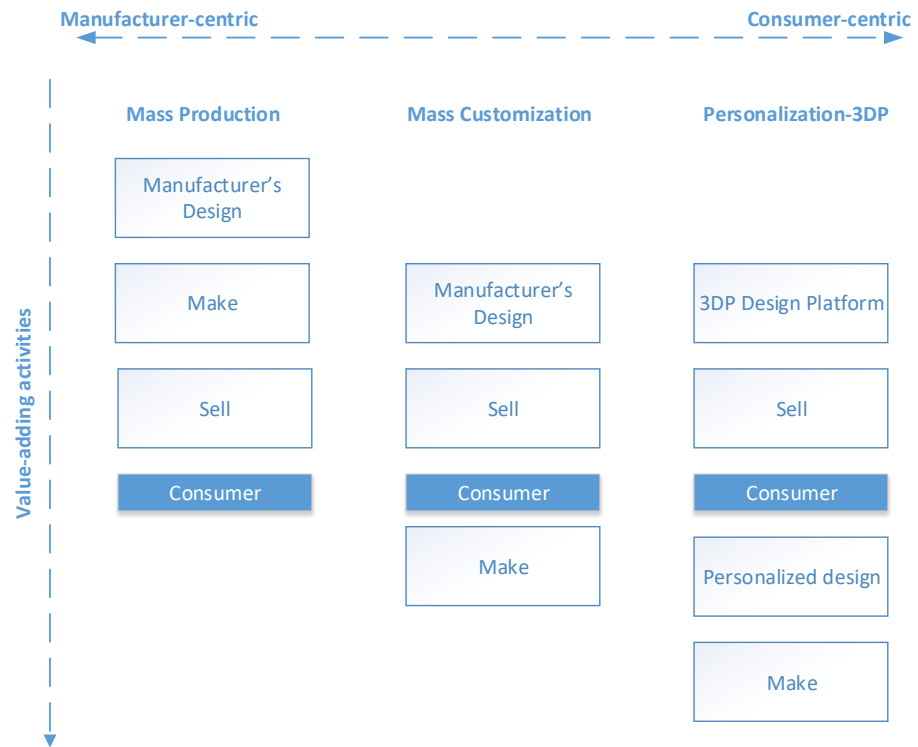 Manufacturer-centric
Consumer-centric
Value-adding activities
Mass Production
Manufacturer’s
Design
Make
Sell
Consumer
Mass Customization
Manufacturer’s
Design
Sell
Consumer
Make
Personalization-3DP
3DP Design Platform
Sell
Consumer
Personalized design
Make